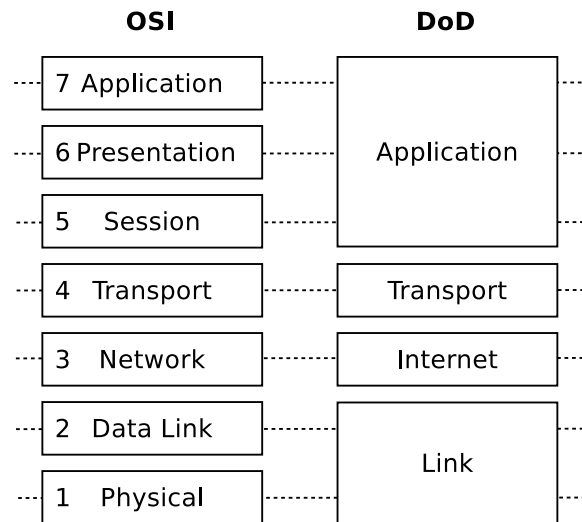 OSI DoD
7 Application
6 Presentation
Application
5 Session
4 Transport
Transport
3 Network
Internet
2 Data Link
Link
1 Physical